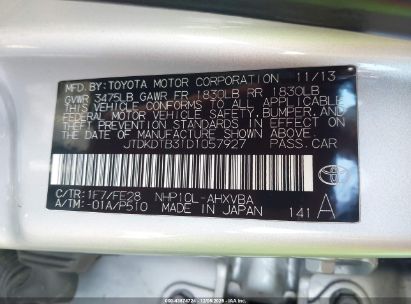 MFD. BY: TOYOTA MOTOR CORPORATION 11/13
GVWR 3475LB GAWR FR 1830LB RR 1830LB
THIS VEHICLE CONFORMS TO ALL APPLICABLE
FEDERAL MOTOR VEHICLE SAFETY, BUMPER, AND
THEFT PREVENTION STANDARDS IN EFFECT ON
THE DATE OF MANUFACTURE SHOWN ABOVE.
JTDKDTB31D1057927 PASS. CAR
C/TR: 1F7/FE28 NHP10L-AHXVBA
A/TM: -01A/P510 MADE IN JAPAN 141 A